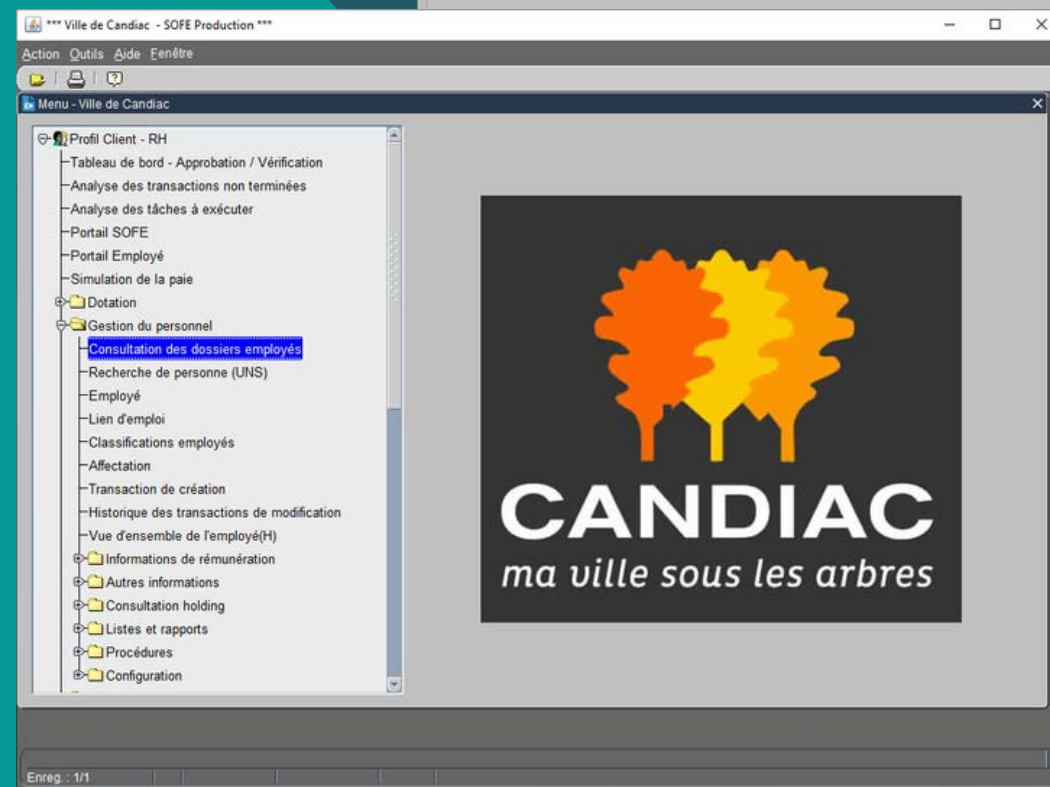 *** Ville de Candiac - SOFE Production ***
Action Outils Aide Fenêtre
Menu - Ville de Candiac
Profil Client - RH
Tableau de bord - Approbation / Vérification
Analyse des transactions non terminées
Analyse des tâches à exécuter
Portail SOFE
Portail Employé
Simulation de la paie
Dotation
Gestion du personnel
Consultation des dossiers employés
Recherche de personne (UNS)
Employé
Lien d'emploi
Classifications employés
Affectation
Transaction de création
Historique des transactions de modification
Vue d'ensemble de l'employé(H)
Informations de rémunération
Autres informations
Consultation holding
Listes et rapports
Procédures
Configuration
CANDIAC
ma ville sous les arbres
Enreg. : 1/1